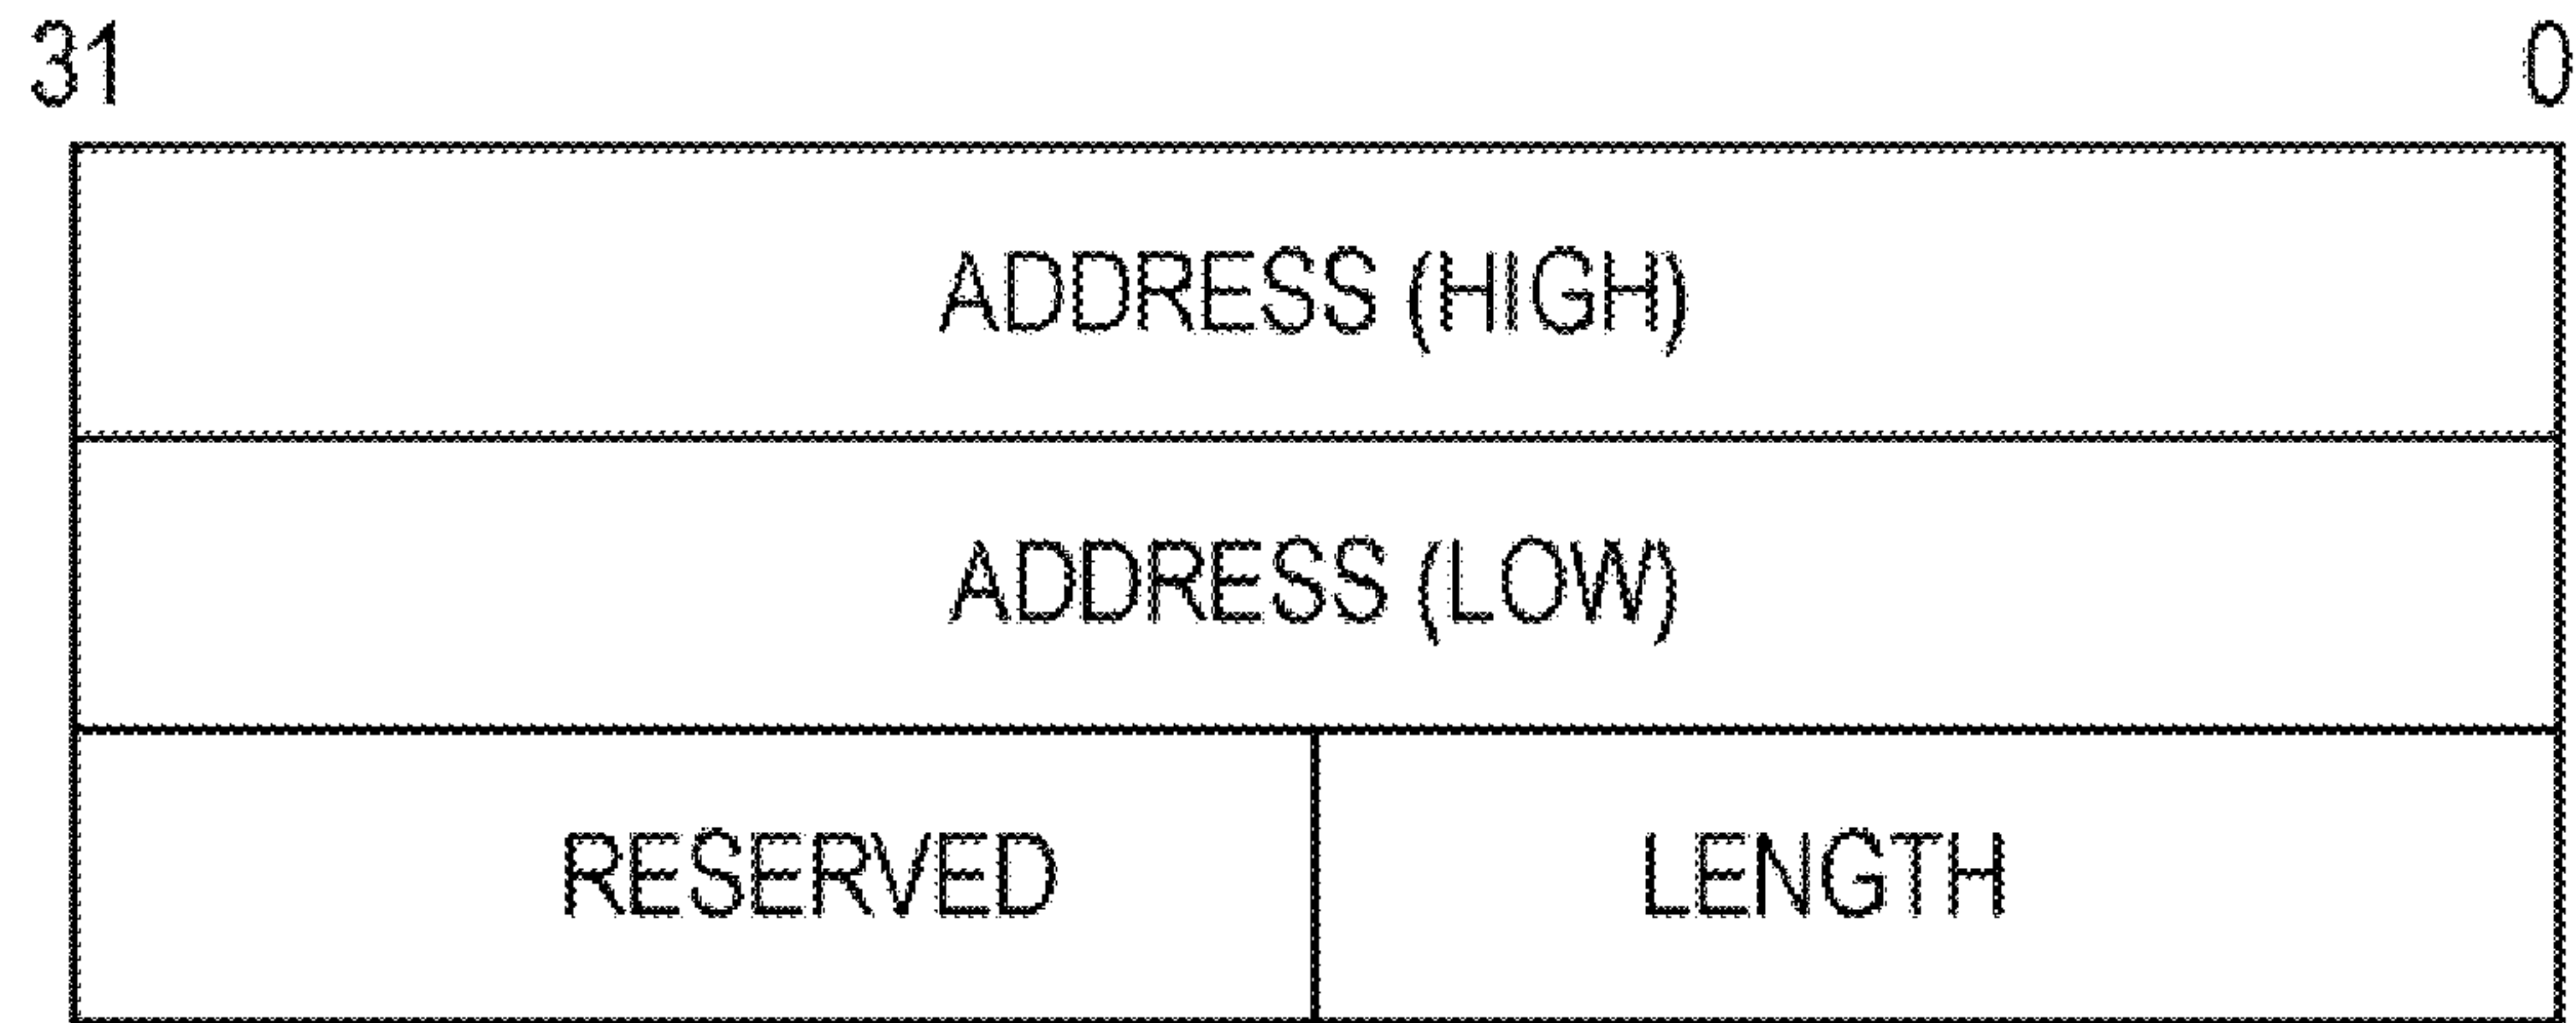 31 0
ADDRESS (HIGH)
ADDRESS (LOW)
RESERVED LENGTH